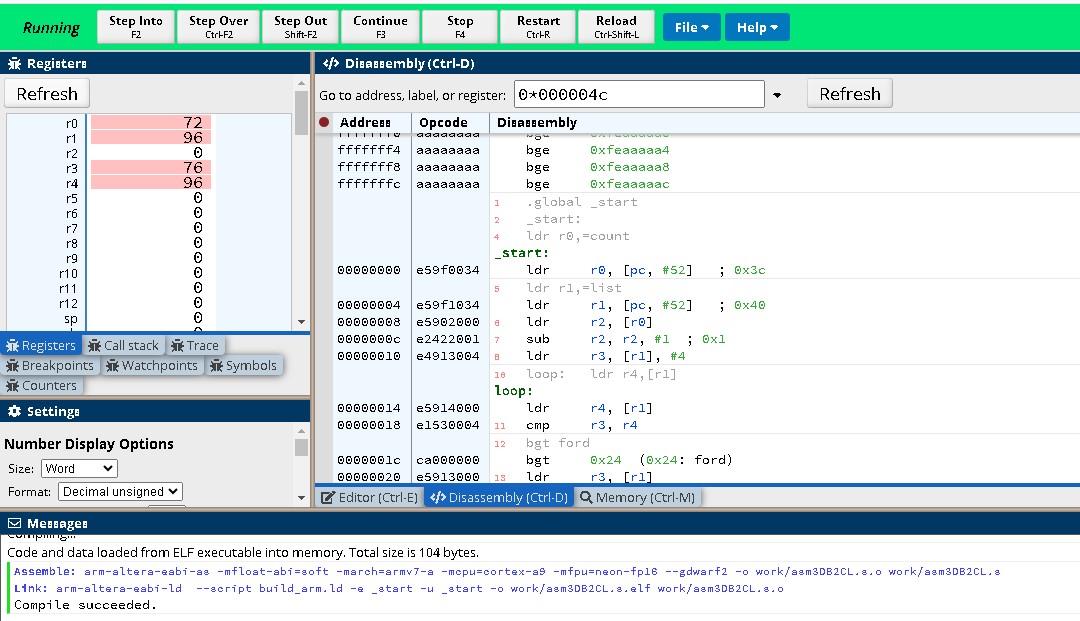 Running
Step Into F2
Step Over Ctrl-F2
Step Out Shift-F2
Continue F3
Stop F4
Restart Ctrl-R
Reload Ctrl-Shift-L
File
Help
Registers
Refresh
r0 72
r1 96
r2 0
r3 76
r4 96
r5 0
r6 0
r7 0
r8 0
r9 0
r10 0
r11 0
r12 0
sp 0
Registers Call stack Trace
Breakpoints Watchpoints Symbols
Counters
Settings
Number Display Options
Size: Word
Format: Decimal unsigned
Disassembly (Ctrl-D)
Go to address, label, or register: 0*000004c Refresh
Address Opcode Disassembly
fffffff4 aaaaaaaa bge 0xfeaaaaa4
fffffff8 aaaaaaaa bge 0xfeaaaaa8
fffffffc aaaaaaaa bge 0xfeaaaaac
1 .global _start
2 _start:
4 ldr r0,=count
_start:
00000000 e59f0034 ldr r0, [pc, #52] ; 0x3c
5 ldr r1,=list
00000004 e59f1034 ldr r1, [pc, #52] ; 0x40
00000008 e5902000 6 ldr r2, [r0]
0000000c e2422001 7 sub r2, r2, #1 ; 0x1
00000010 e4913004 8 ldr r3, [r1], #4
10 loop: ldr r4,[r1]
loop:
00000014 e5914000 ldr r4, [r1]
00000018 e1530004 11 cmp r3, r4
12 bgt ford
0000001c ca000000 bgt 0x24 (0x24: ford)
00000020 e5913000 13 ldr r3, [r1]
Editor (Ctrl-E) Disassembly (Ctrl-D) Memory (Ctrl-M)
Messages
Compiling...
Code and data loaded from ELF executable into memory. Total size is 104 bytes.
Assemble: arm-altera-eabi-as -mfloat-abi=soft -march=armv7-a -mcpu=cortex-a9 -mfpu=neon-fp16 --gdwarf2 -o work/asm3DB2CL.s.o work/asm3DB2CL.s
Link: arm-altera-eabi-ld --script build_arm.ld -e _start -u _start -o work/asm3DB2CL.s.elf work/asm3DB2CL.s.o
Compile succeeded.